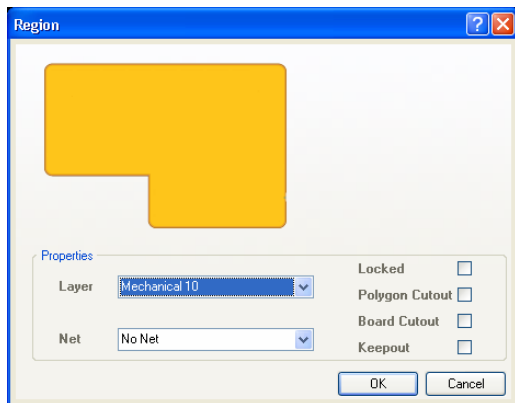 Region
Properties
Layer
Mechanical 10
Net
No Net
Locked
Polygon Cutout
Board Cutout
Keepout
OK
Cancel